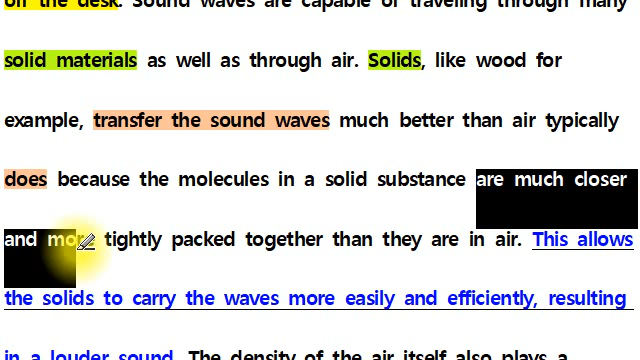 off the desk. Sound waves are capable of traveling through many
solid materials as well as through air. Solids, like wood for
example, transfer the sound waves much better than air typically
does because the molecules in a solid substance are much closer
and more tightly packed together than they are in air. This allows
the solids to carry the waves more easily and efficiently, resulting
in a louder sound. The density of the air itself also plays a